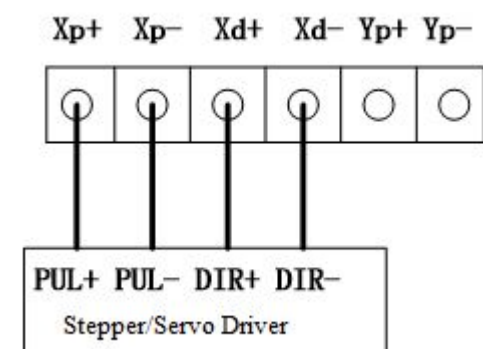 Xp+ Xp- Xd+ Xd- Yp+ Yp-
PUL+ PUL- DIR+ DIR-
Stepper/Servo Driver